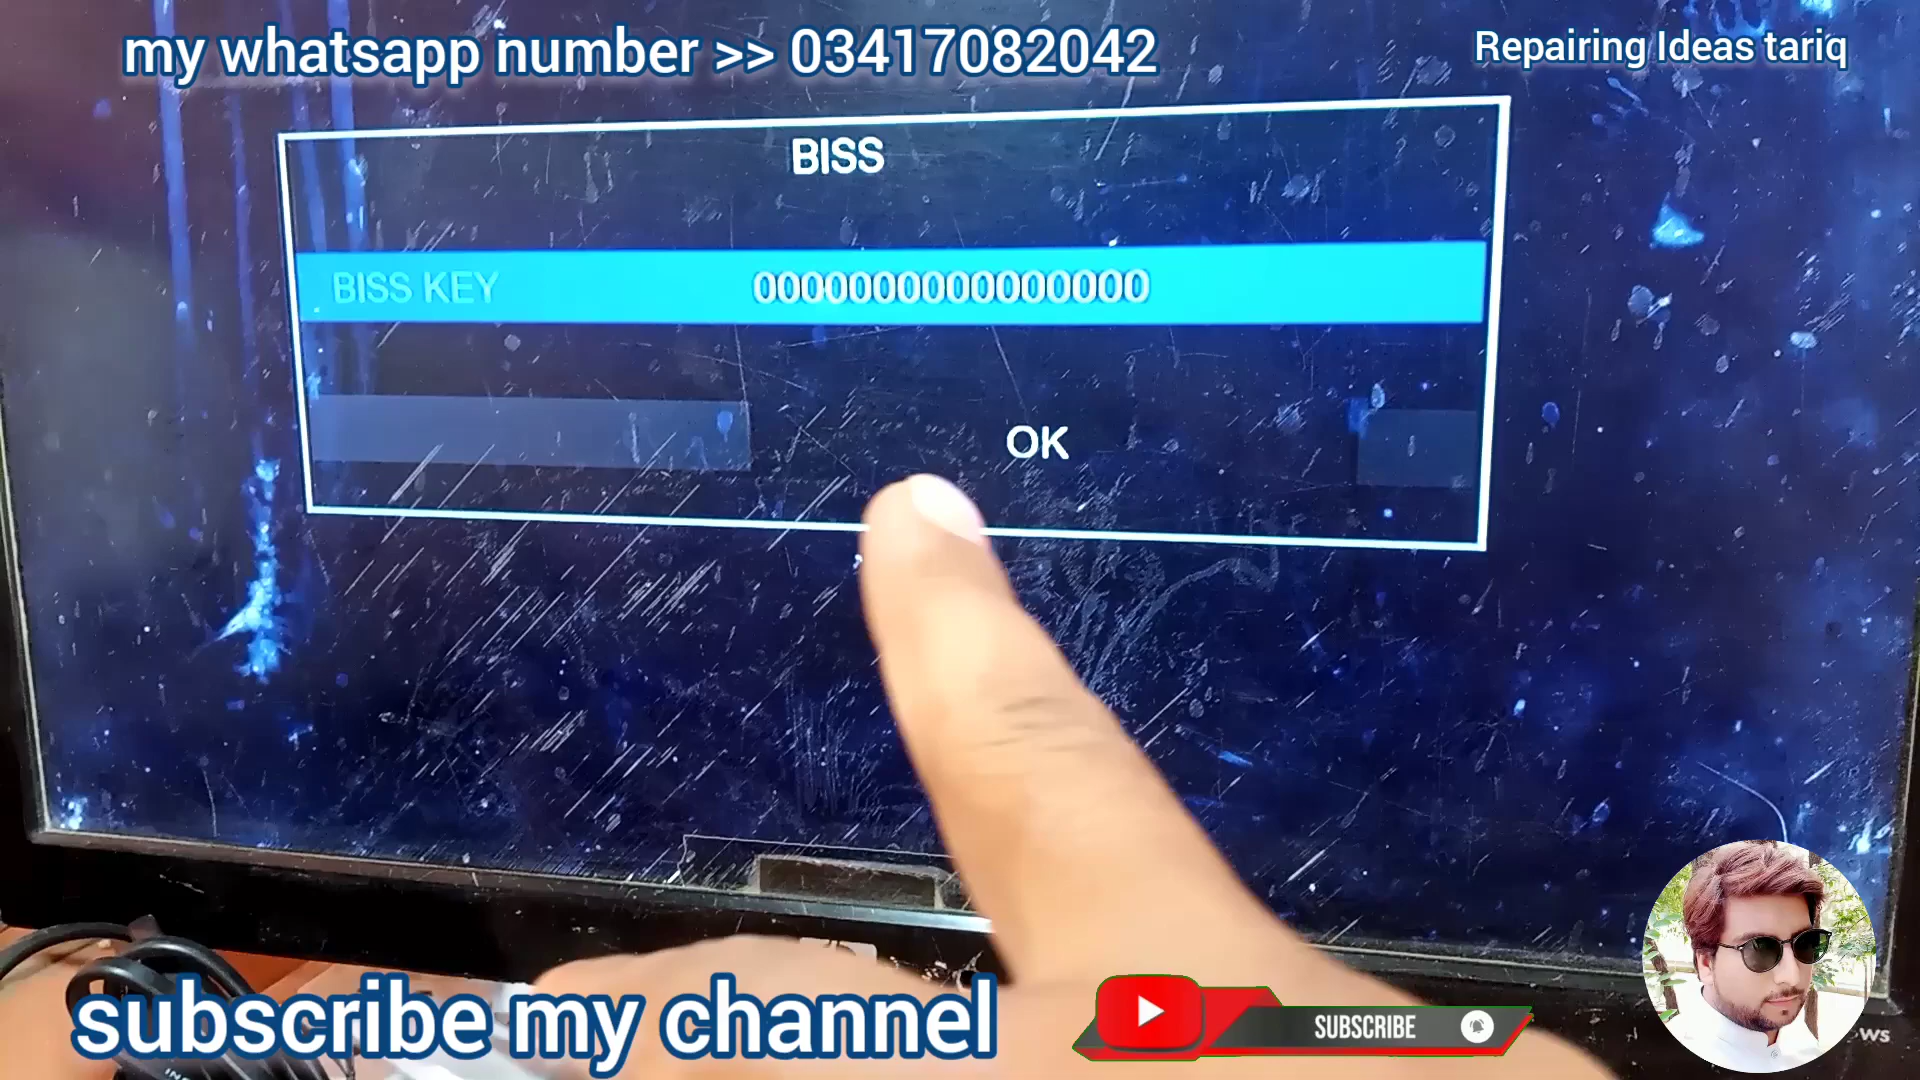 my whatsapp number >> 03417082042
Repairing Ideas tariq
BISS
BISS KEY 0000000000000000
OK
subscribe my channel
SUBSCRIBE